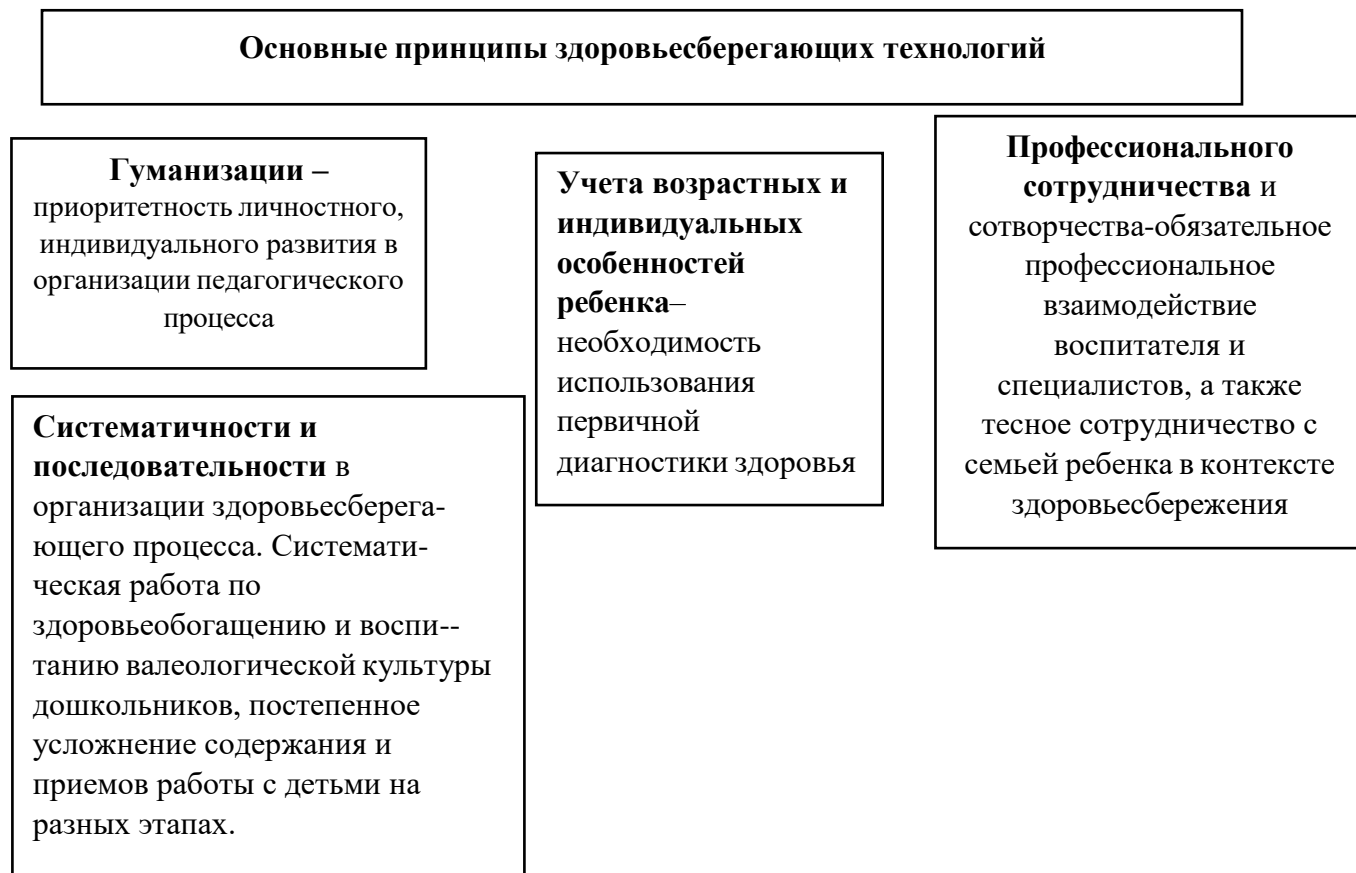 Основные принципы здоровьесберегающих технологий
Гуманизации –
приоритетность личностного,
индивидуального развития в
организации педагогического
процесса
Систематичности и
последовательности в
организации здоровьесберега-
ющего процесса. Системати-
ческая работа по
здоровьеобогащению и воспи--
танию валеологической культуры
дошкольников, постепенное
усложнение содержания и
приемов работы с детьми на
разных этапах.
Учета возрастных и
индивидуальных
особенностей
ребенка–
необходимость
использования
первичной
диагностики здоровья
Профессионального
сотрудничества и
сотворчества-обязательное
профессиональное
взаимодействие
воспитателя и
специалистов, а также
тесное сотрудничество с
семьей ребенка в контексте
здоровьесбережения